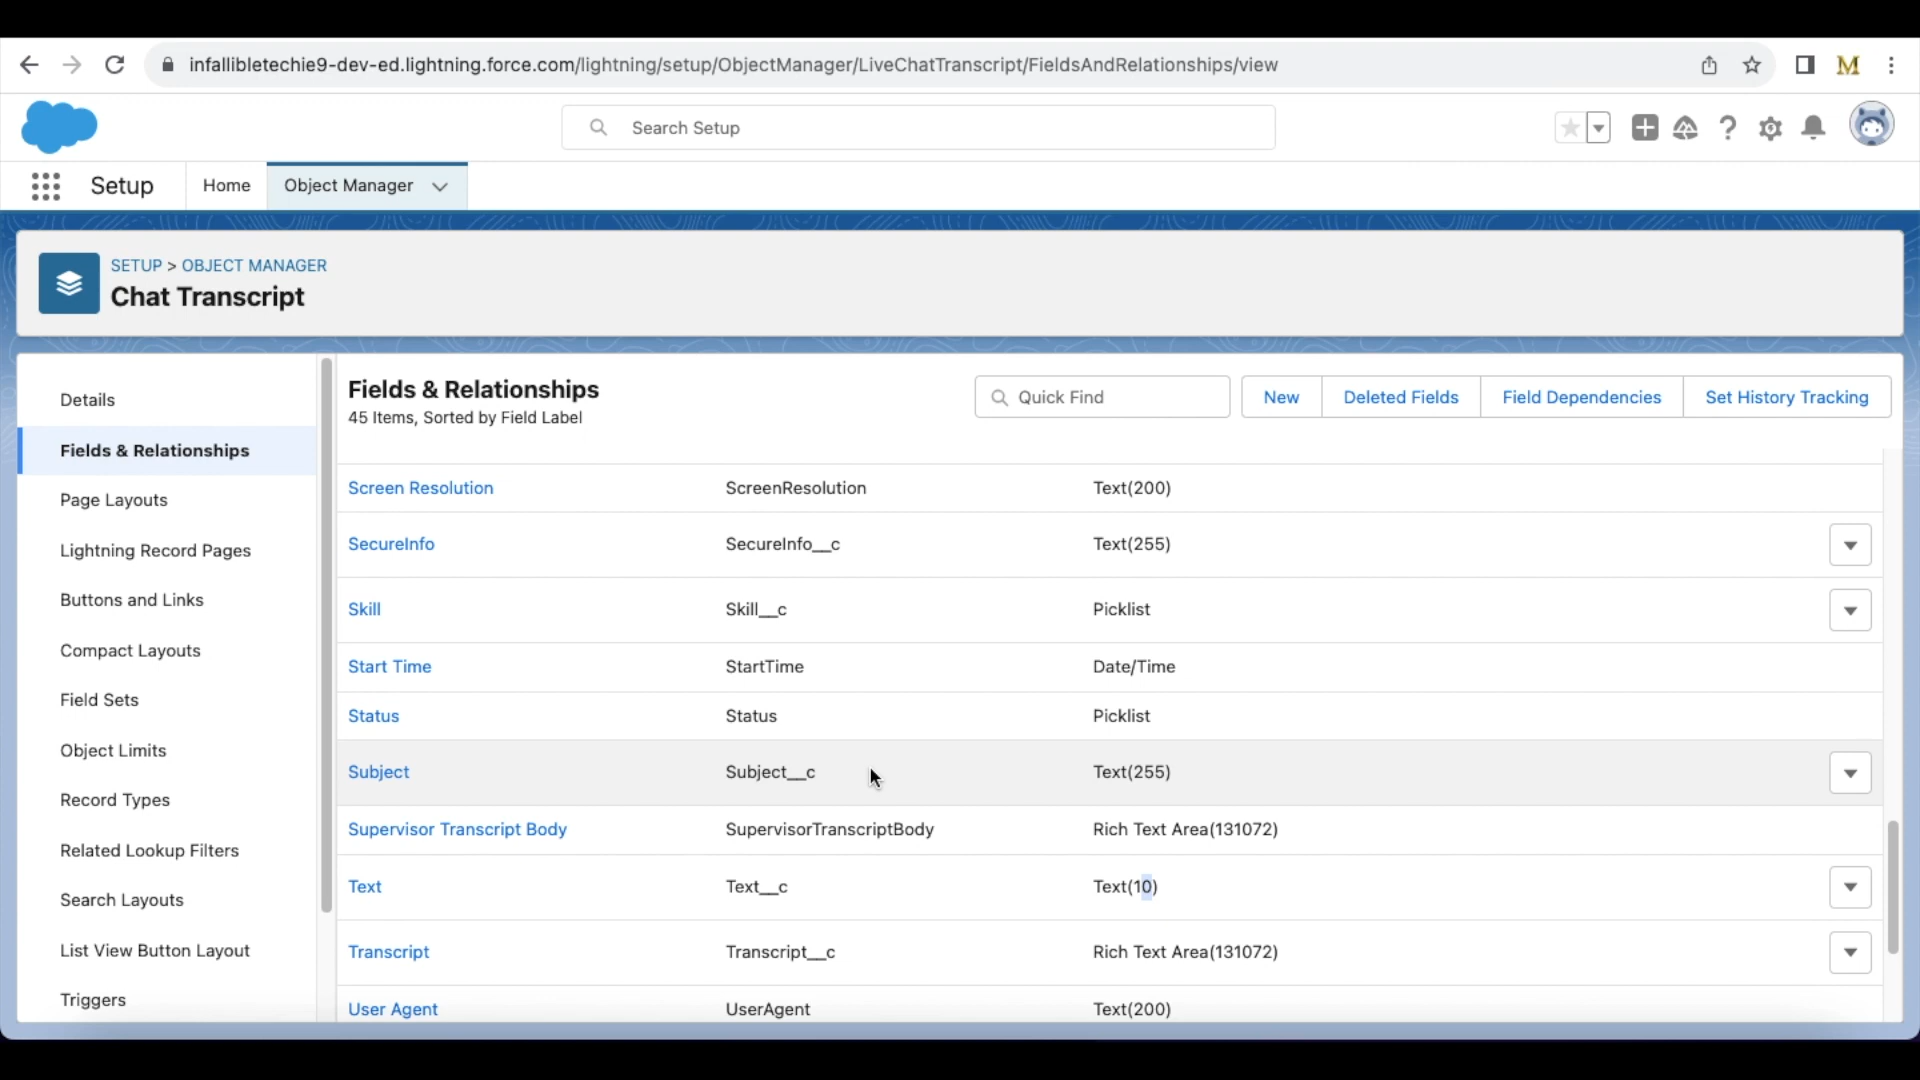 infallibletechie9-dev-ed.lightning.force.com/lightning/setup/ObjectManager/LiveChatTranscript/FieldsAndRelationships/view
M
Search Setup
Setup
Home
Object Manager
SETUP > OBJECT MANAGER
Chat Transcript
Details
Fields & Relationships
Page Layouts
Lightning Record Pages
Buttons and Links
Compact Layouts
Field Sets
Object Limits
Record Types
Related Lookup Filters
Search Layouts
List View Button Layout
Triggers
Fields & Relationships
45 Items, Sorted by Field Label
Quick Find
New
Deleted Fields
Field Dependencies
Set History Tracking
Screen Resolution ScreenResolution Text(200)
SecureInfo SecureInfo__c Text(255)
Skill Skill__c Picklist
Start Time StartTime Date/Time
Status Status Picklist
Subject Subject__c Text(255)
Supervisor Transcript Body SupervisorTranscriptBody Rich Text Area(131072)
Text Text__c Text(10)
Transcript Transcript__c Rich Text Area(131072)
User Agent UserAgent Text(200)